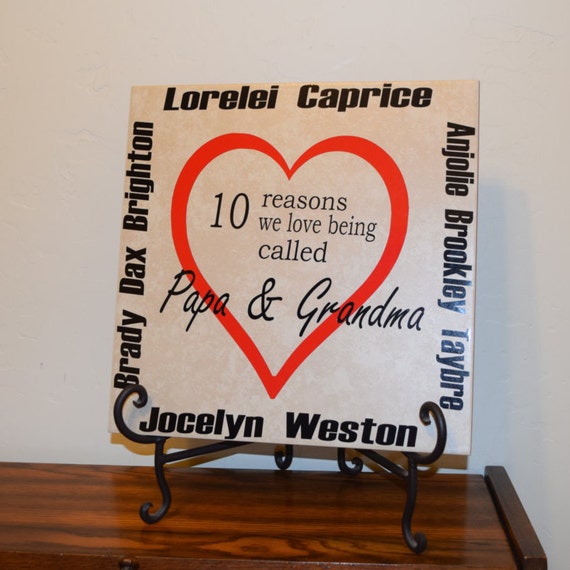 Lorelei Caprice
Brady Dax Brighton
10 reasons
we love being
called
Papa & Grandma
Anjolie Brookley Taybre
Jocelyn Weston